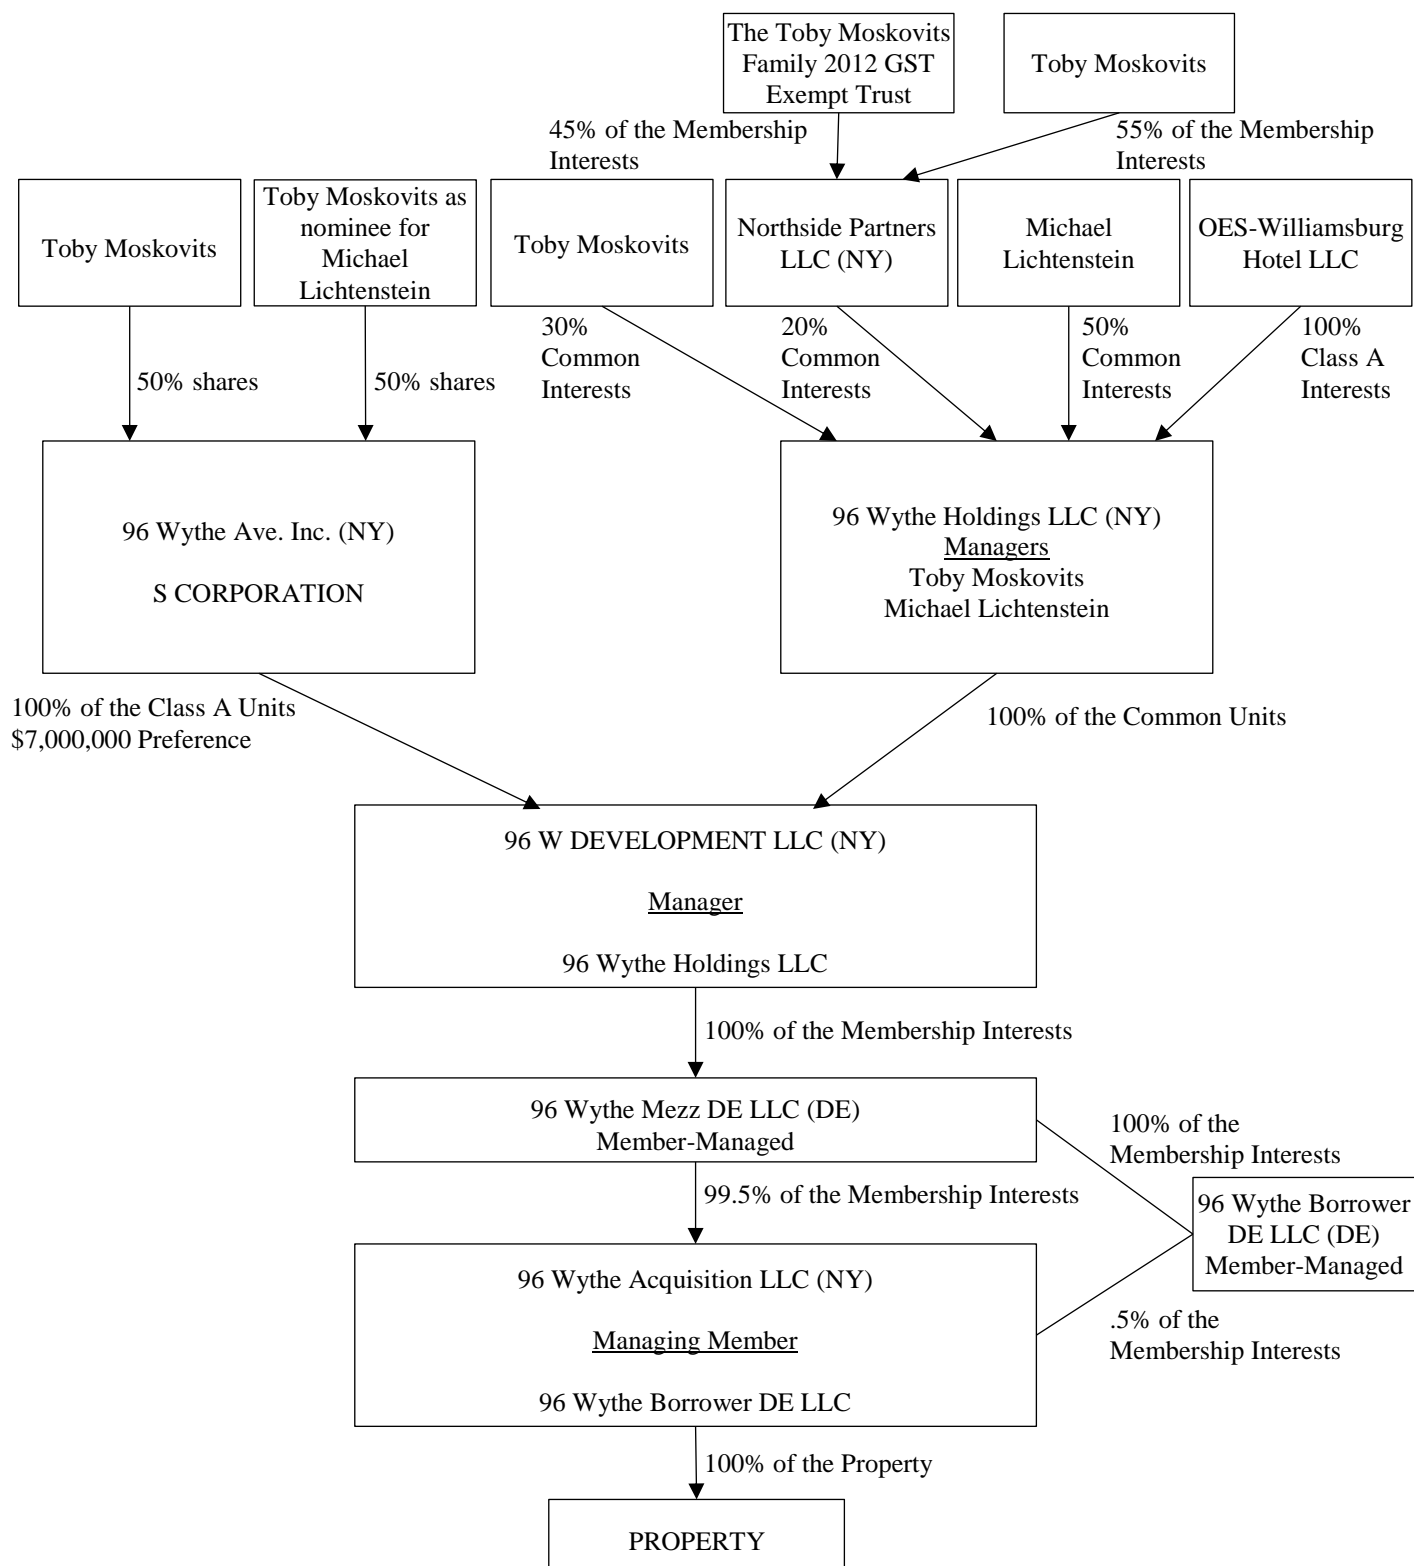 The Toby Moskovits
Family 2012 GST
Exempt Trust
Toby Moskovits
45% of the Membership
Interests
55% of the Membership
Interests
Toby Moskovits
Toby Moskovits as
nominee for
Michael
Lichtenstein
Toby Moskovits
Northside Partners
LLC (NY)
Michael
Lichtenstein
OES-Williamsburg
Hotel LLC
50% shares
50% shares
30%
Common
Interests
20%
Common
Interests
50%
Common
Interests
100%
Class A
Interests
96 Wythe Ave. Inc. (NY)
S CORPORATION
96 Wythe Holdings LLC (NY)
Managers
Toby Moskovits
Michael Lichtenstein
100% of the Class A Units
$7,000,000 Preference
100% of the Common Units
96 W DEVELOPMENT LLC (NY)
Manager
96 Wythe Holdings LLC
100% of the Membership Interests
96 Wythe Mezz DE LLC (DE)
Member-Managed
100% of the
Membership Interests
99.5% of the Membership Interests
96 Wythe Borrower
DE LLC (DE)
Member-Managed
96 Wythe Acquisition LLC (NY)
Managing Member
96 Wythe Borrower DE LLC
.5% of the
Membership Interests
100% of the Property
PROPERTY